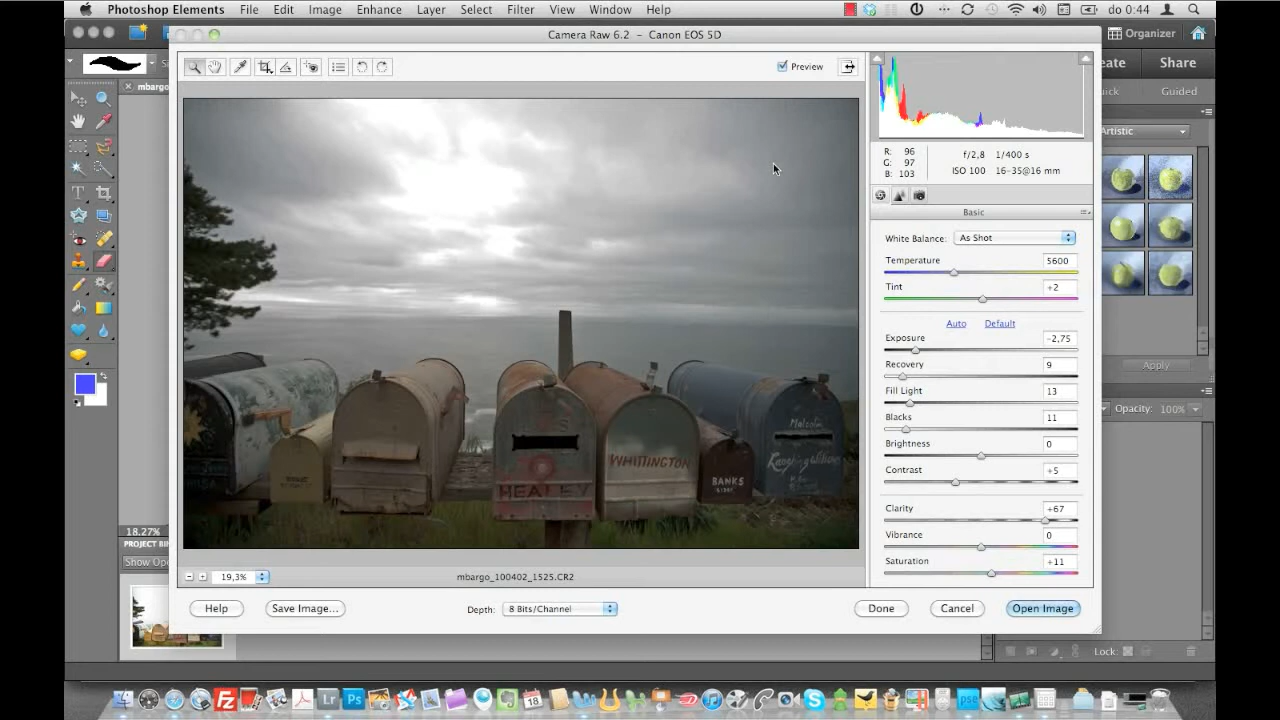 Photoshop Elements File Edit Image Enhance Layer Select Filter View Window Help do 0:44
Camera Raw 6.2 - Canon EOS 5D
Organizer
Preview
eate Share
mbargo
uick Guided
Artistic
R: 96
G: 97
B: 103
f/2,8 1/400 s
ISO 100 16-35@16 mm
Basic
White Balance: As Shot
Temperature 5600
Tint +2
Auto Default
Exposure -2,75
Recovery 9
Fill Light 13
Blacks 11
Brightness 0
Contrast +5
Clarity +67
Vibrance 0
Saturation +11
Apply
Opacity: 100%
Malcolm
WHITTINGTON
BANKS
HEALEY
18.27%
PROJECT BIN
Show Ope
19,3%
mbargo_100402_1525.CR2
Help Save Image... Depth: 8 Bits/Channel Done Cancel Open Image
Lock:
18